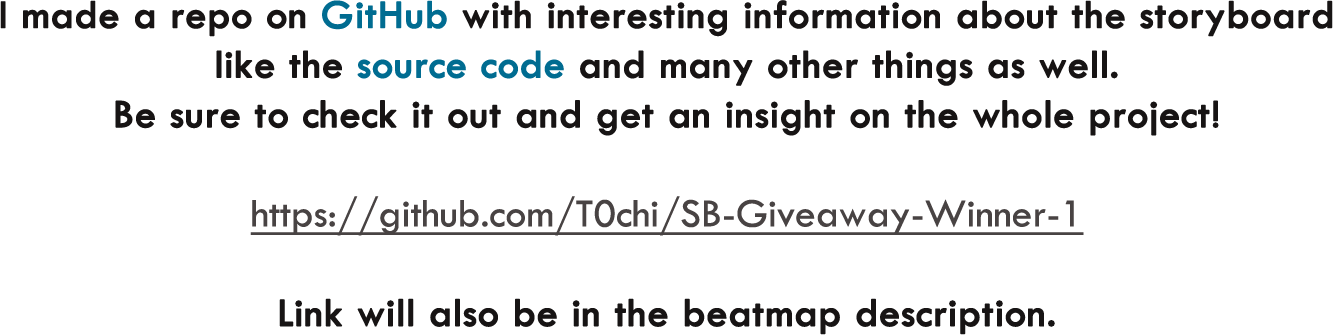 I made a repo on GitHub with interesting information about the storyboard
like the source code and many other things as well.
Be sure to check it out and get an insight on the whole project!
https://github.com/T0chi/SB-Giveaway-Winner-1
Link will also be in the beatmap description.